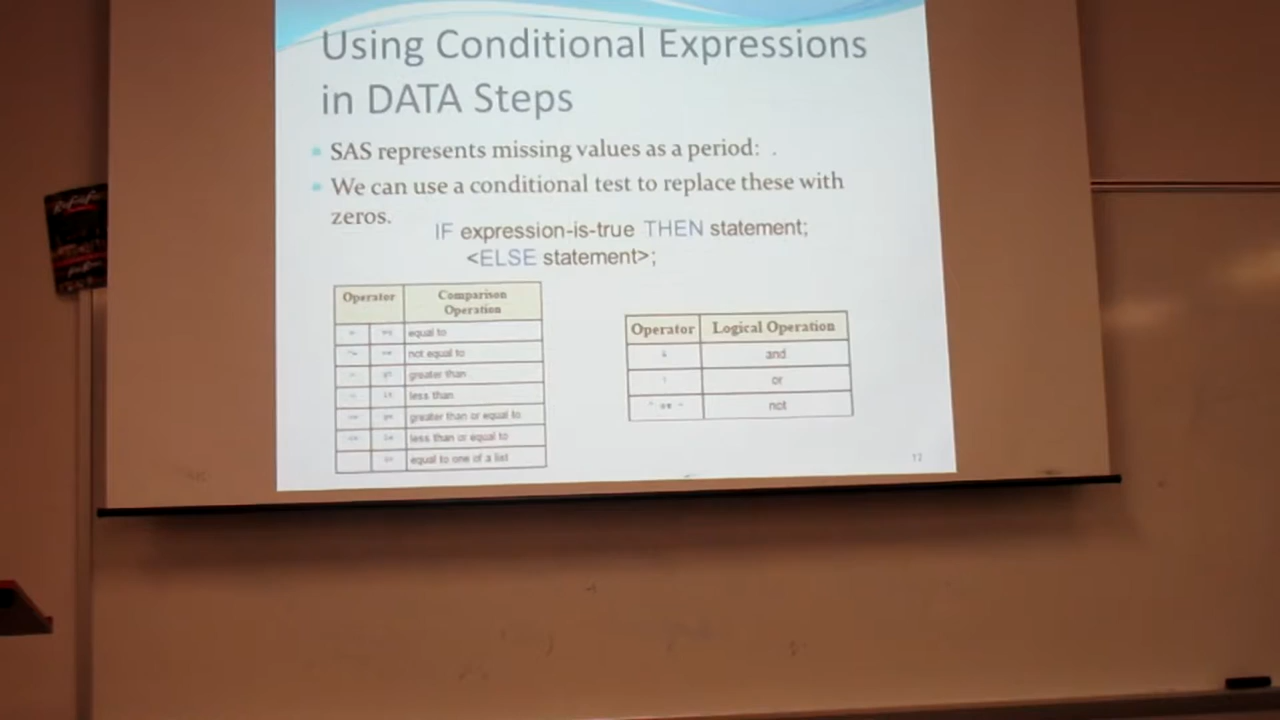 Using Conditional Expressions
in DATA Steps
SAS represents missing values as a period: .
We can use a conditional test to replace these with
zeros.
IF expression-is-true THEN statement;
<ELSE statement>;
Operator Comparison
Operation
equal to
not equal to
greater than
less than
greater than or equal to
less than or equal to
equal to one of a list
Operator Logical Operation
and
or
not